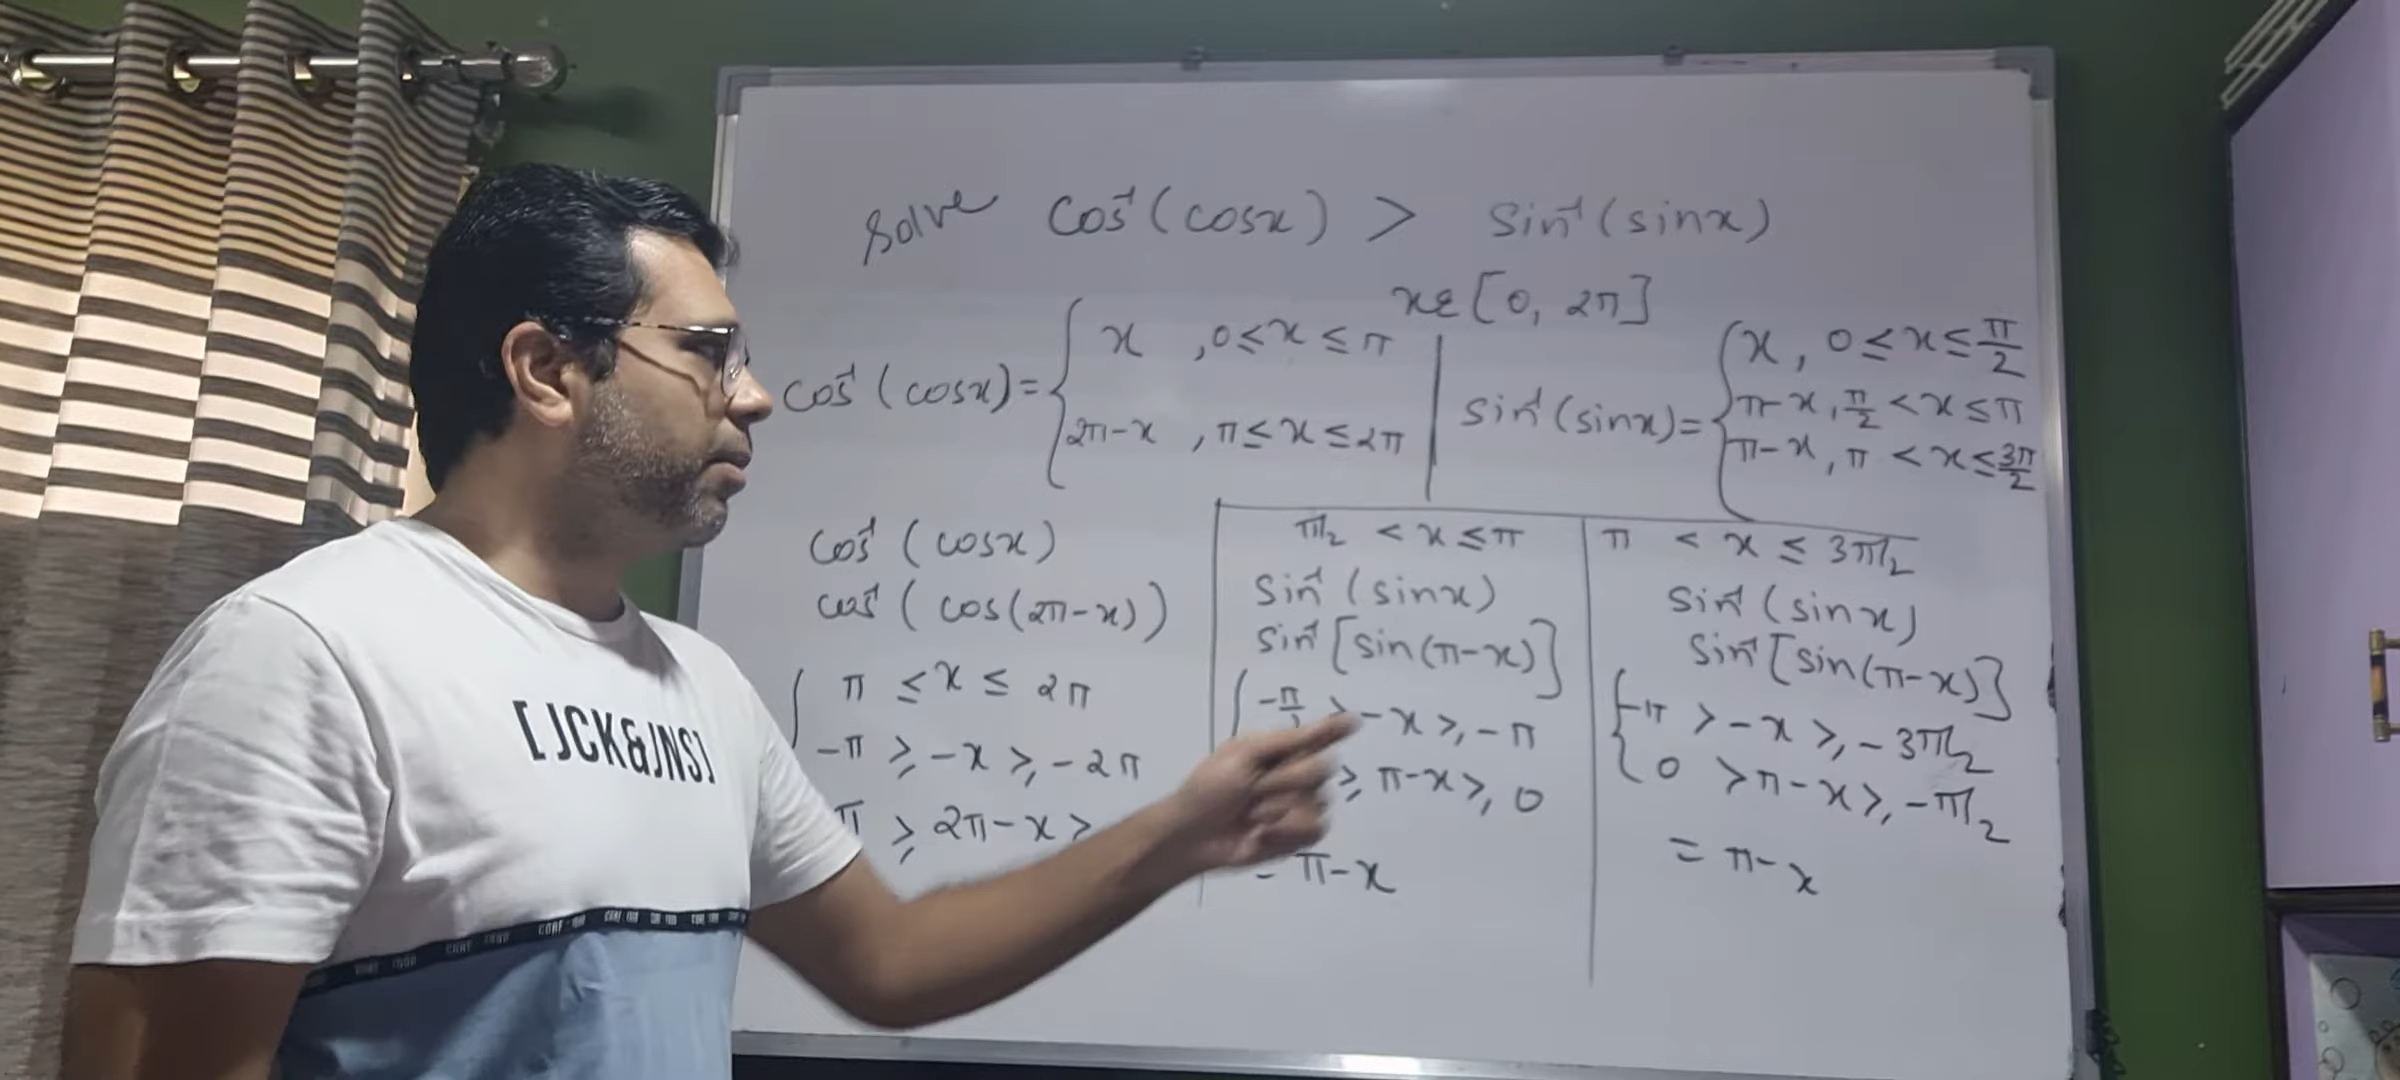 Solve cos⁻¹(cosx) > sin⁻¹(sinx)
x∈[0, 2π]
cos⁻¹(cosx)= { x , 0≤x≤π
2π-x , π≤x≤2π
sin⁻¹(sinx)= { x, 0≤x≤π/2
π-x, π/2<x≤π
π-x, π<x≤3π/2
cos⁻¹(cosx)
cos⁻¹(cos(2π-x))
π ≤x≤ 2π
-π ≥-x≥-2π
π ≥2π-x≥
π/2 <x≤π
sin⁻¹(sinx)
sin⁻¹[sin(π-x)]
>-x≥-π
≥π-x≥0
= π-x
π < x ≤ 3π/2
sin⁻¹(sinx)
sin⁻¹[sin(π-x)]
-π >-x≥-3π/2
0 >π-x≥-π/2
= π-x
[JCK&JNS]